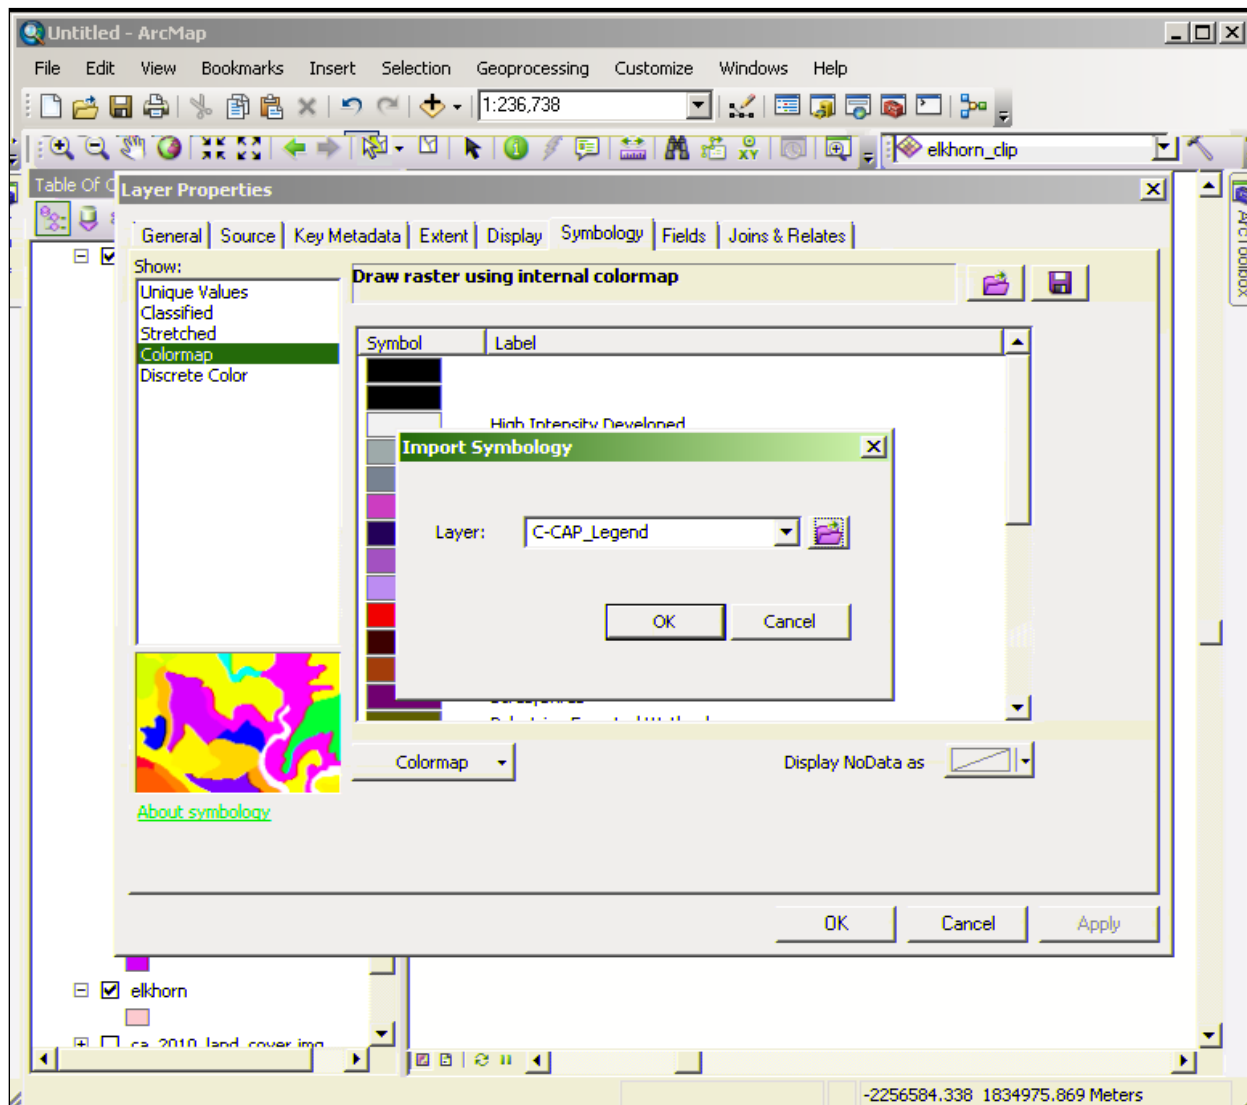 Untitled - ArcMap
File Edit View Bookmarks Insert Selection Geoprocessing Customize Windows Help
1:236,738
elkhorn_clip
Table Of C
Layer Properties
ArcToolbox
General Source Key Metadata Extent Display Symbology Fields Joins & Relates
Show:
Draw raster using internal colormap
Unique Values
Classified
Stretched
Colormap
Discrete Color
Symbol Label
High Intensity Developed
Import Symbology
Layer: C-CAP_Legend
OK Cancel
Colormap
Display NoData as
About symbology
OK Cancel Apply
elkhorn
ca_2010_land_cover.img
-2256584.338 1834975.869 Meters